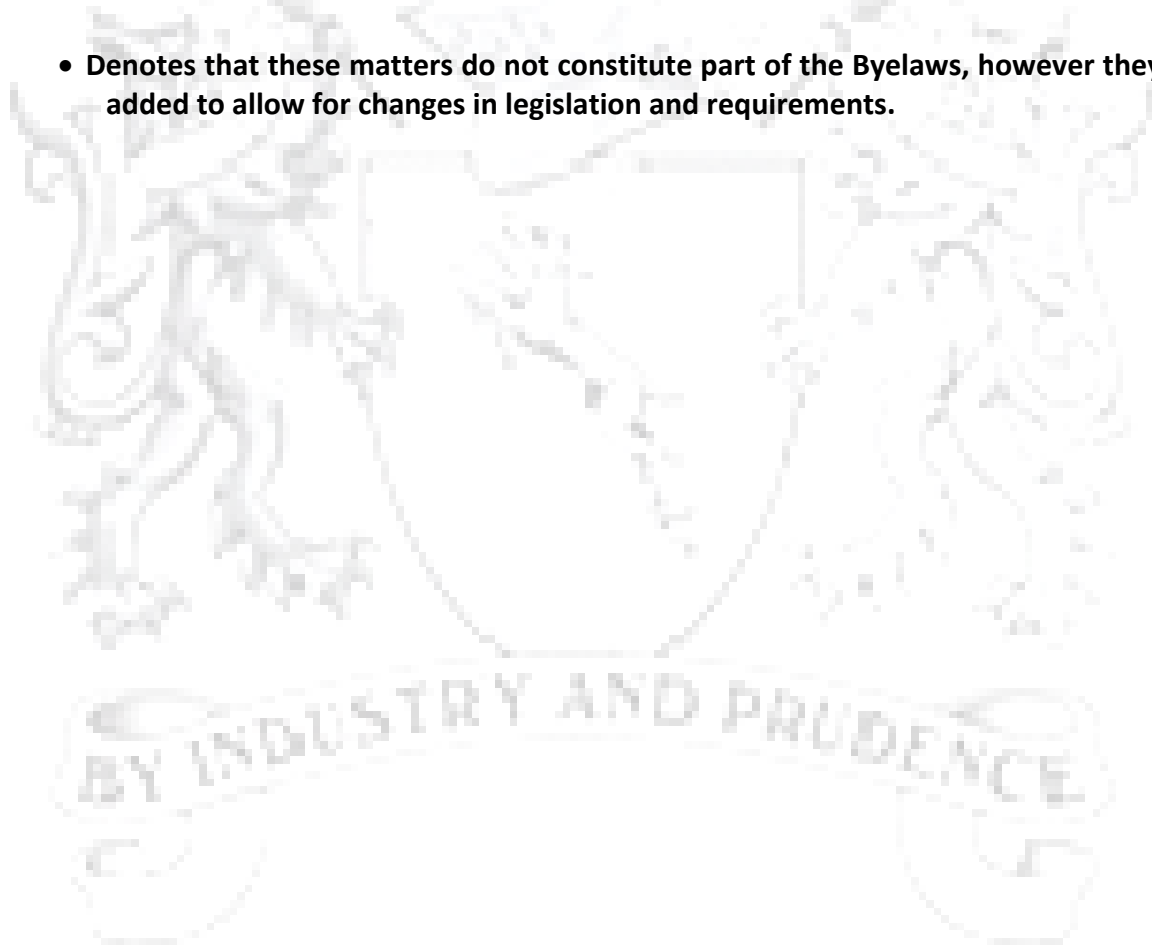 • Denotes that these matters do not constitute part of the Byelaws, however they
added to allow for changes in legislation and requirements.
BY INDUSTRY AND PRUDENCE